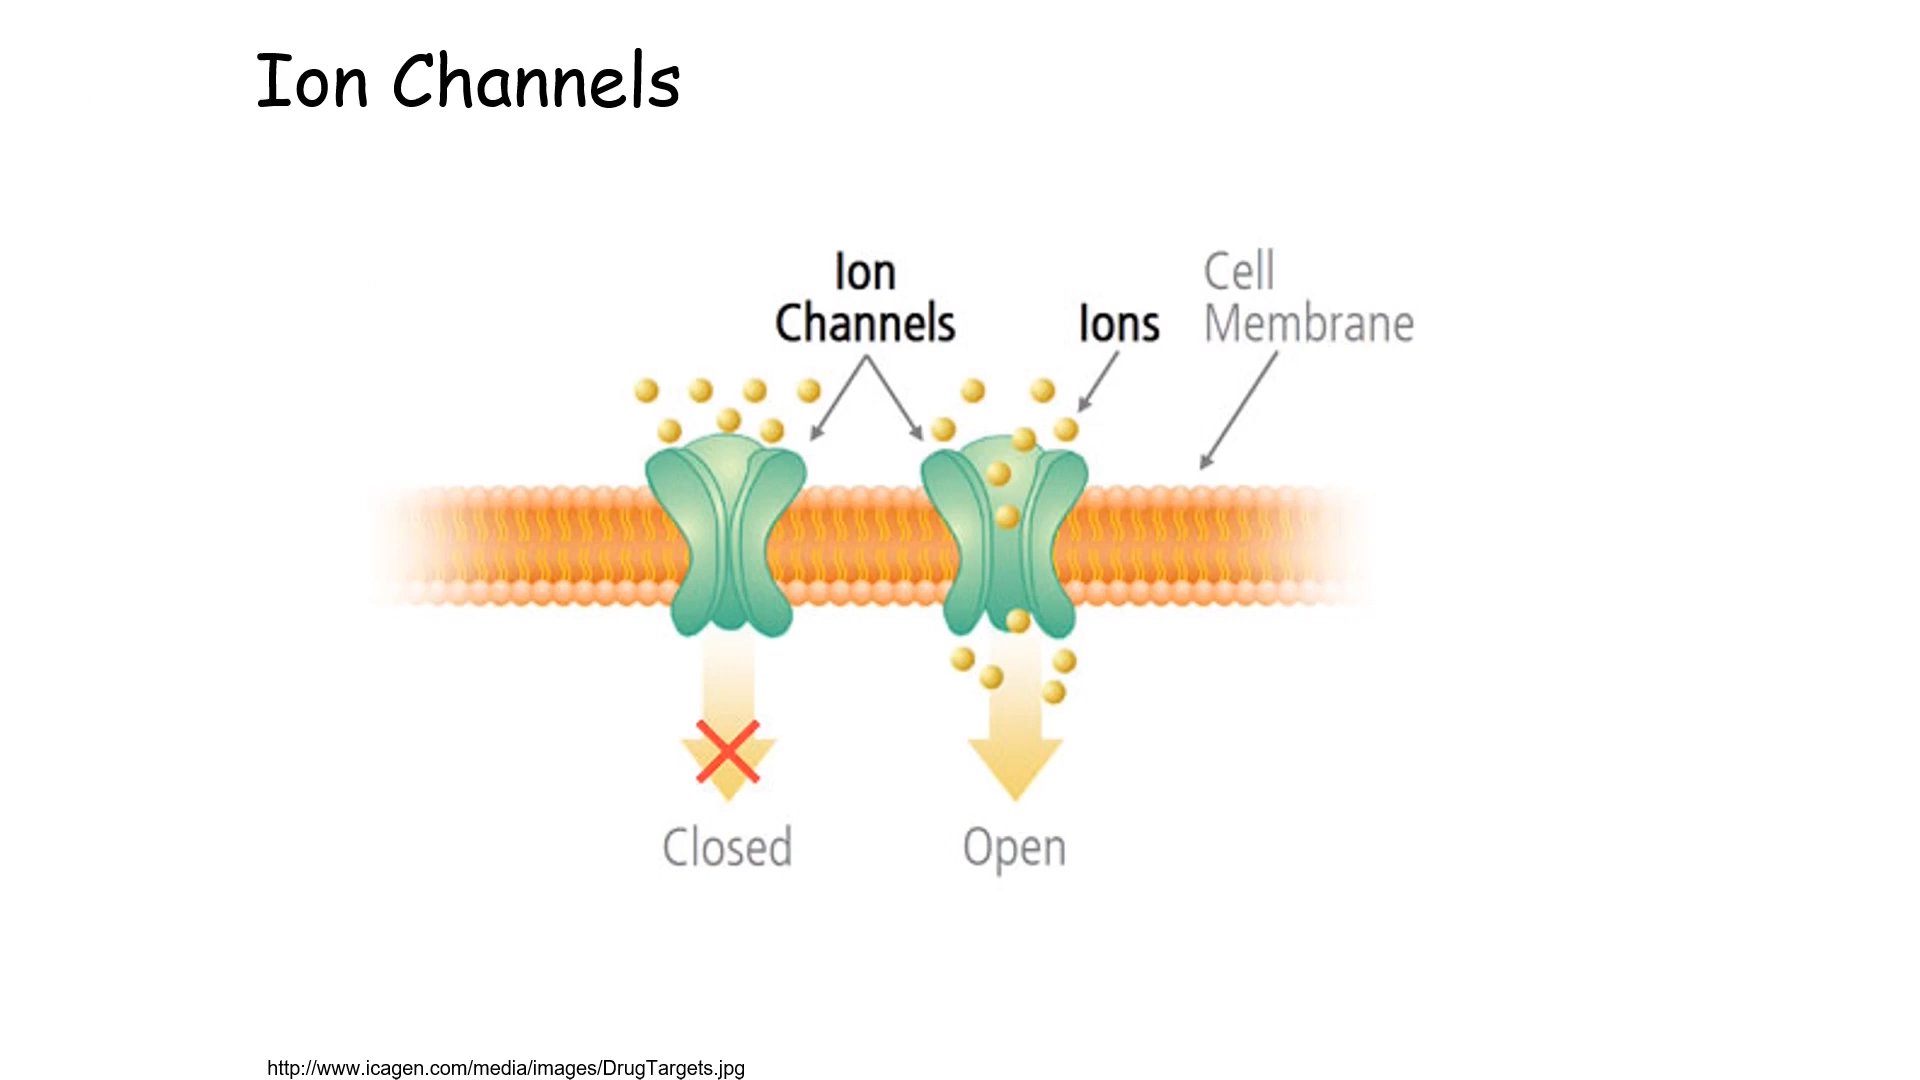 Ion Channels
Ion
Channels
Ions
Cell
Membrane
Closed
Open
http://www.icagen.com/media/images/DrugTargets.jpg